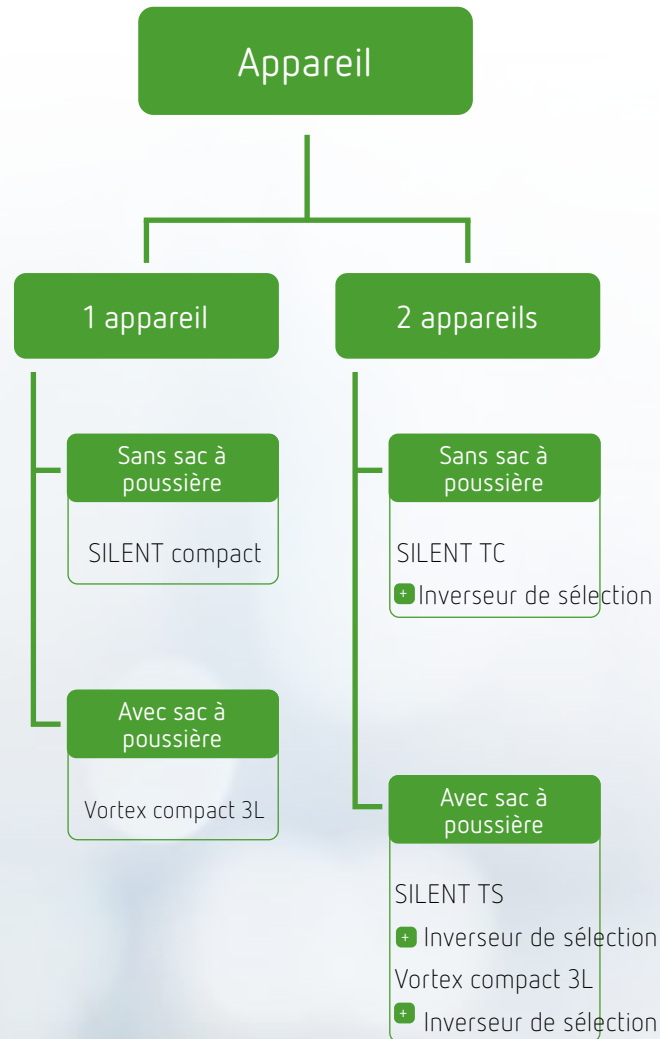 Appareil
1 appareil
Sans sac à
poussière
SILENT compact
Avec sac à
poussière
Vortex compact 3L
2 appareils
Sans sac à
poussière
SILENT TC
+ Inverseur de sélection
Avec sac à
poussière
SILENT TS
+ Inverseur de sélection
Vortex compact 3L
+ Inverseur de sélection